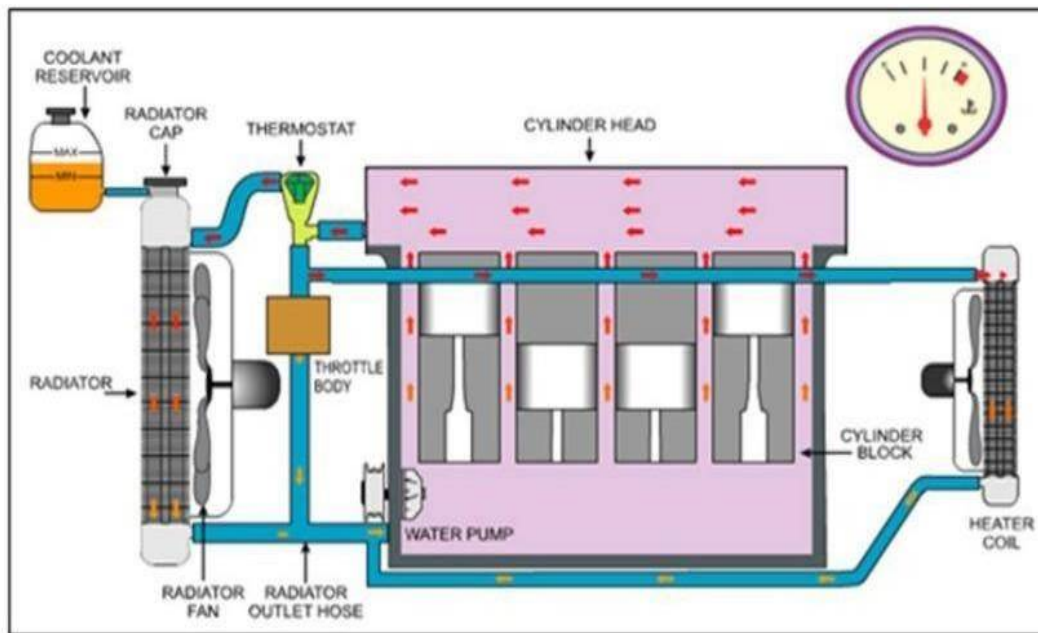 COOLANT
RESERVOIR
RADIATOR
CAP
THERMOSTAT
CYLINDER HEAD
MAX
MIN
THROTTLE
BODY
RADIATOR
CYLINDER
BLOCK
WATER PUMP
HEATER
COIL
RADIATOR
FAN
RADIATOR
OUTLET HOSE